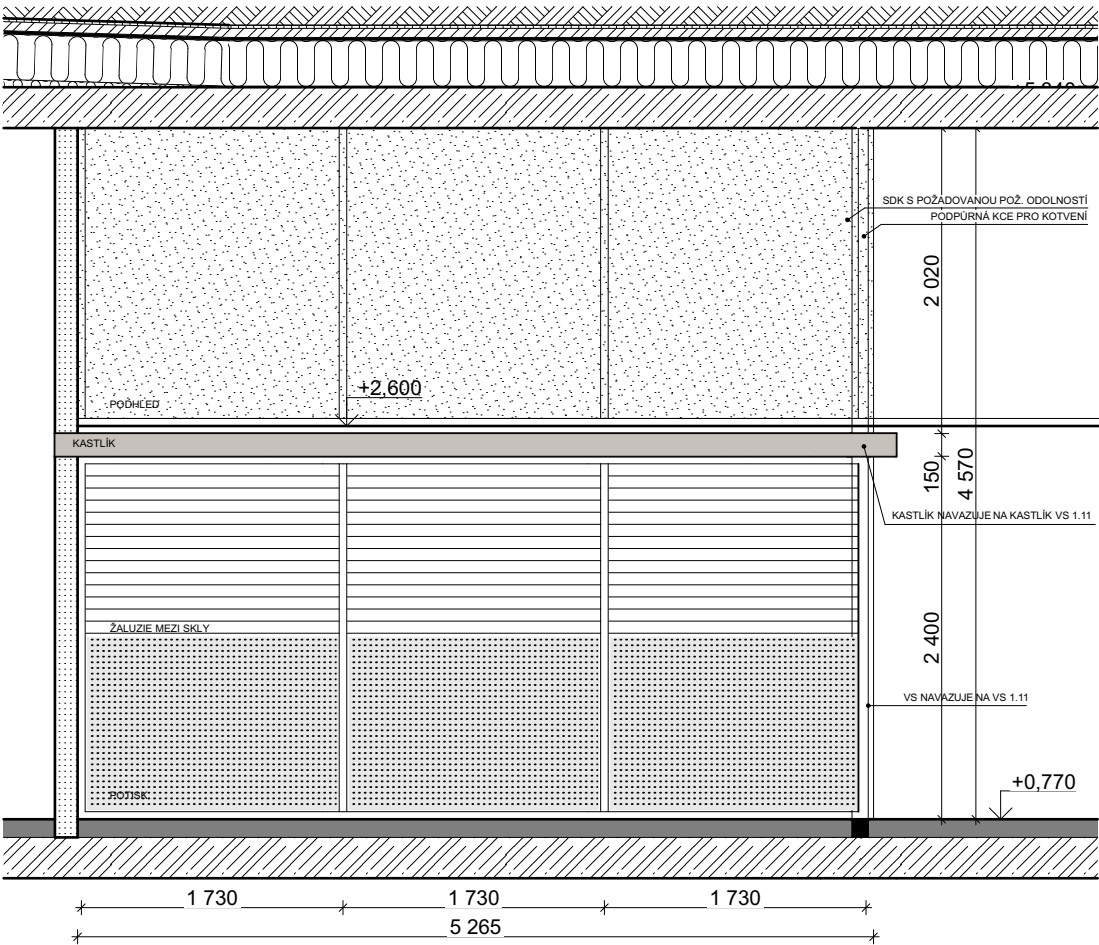 SDK S POŽADOVANOU POŽ. ODOLNOSTÍ
PODPŮRNÁ KCE PRO KOTVENÍ
2 020
+2,600
PODHLED
KASTLÍK
150
4 570
KASTLÍK NAVAZUJE NA KASTLÍK VS 1.11
ŽALUZIE MEZI SKLY
2 400
VS NAVAZUJE NA VS 1.11
POTISK
+0,770
1 730
1 730
1 730
5 265